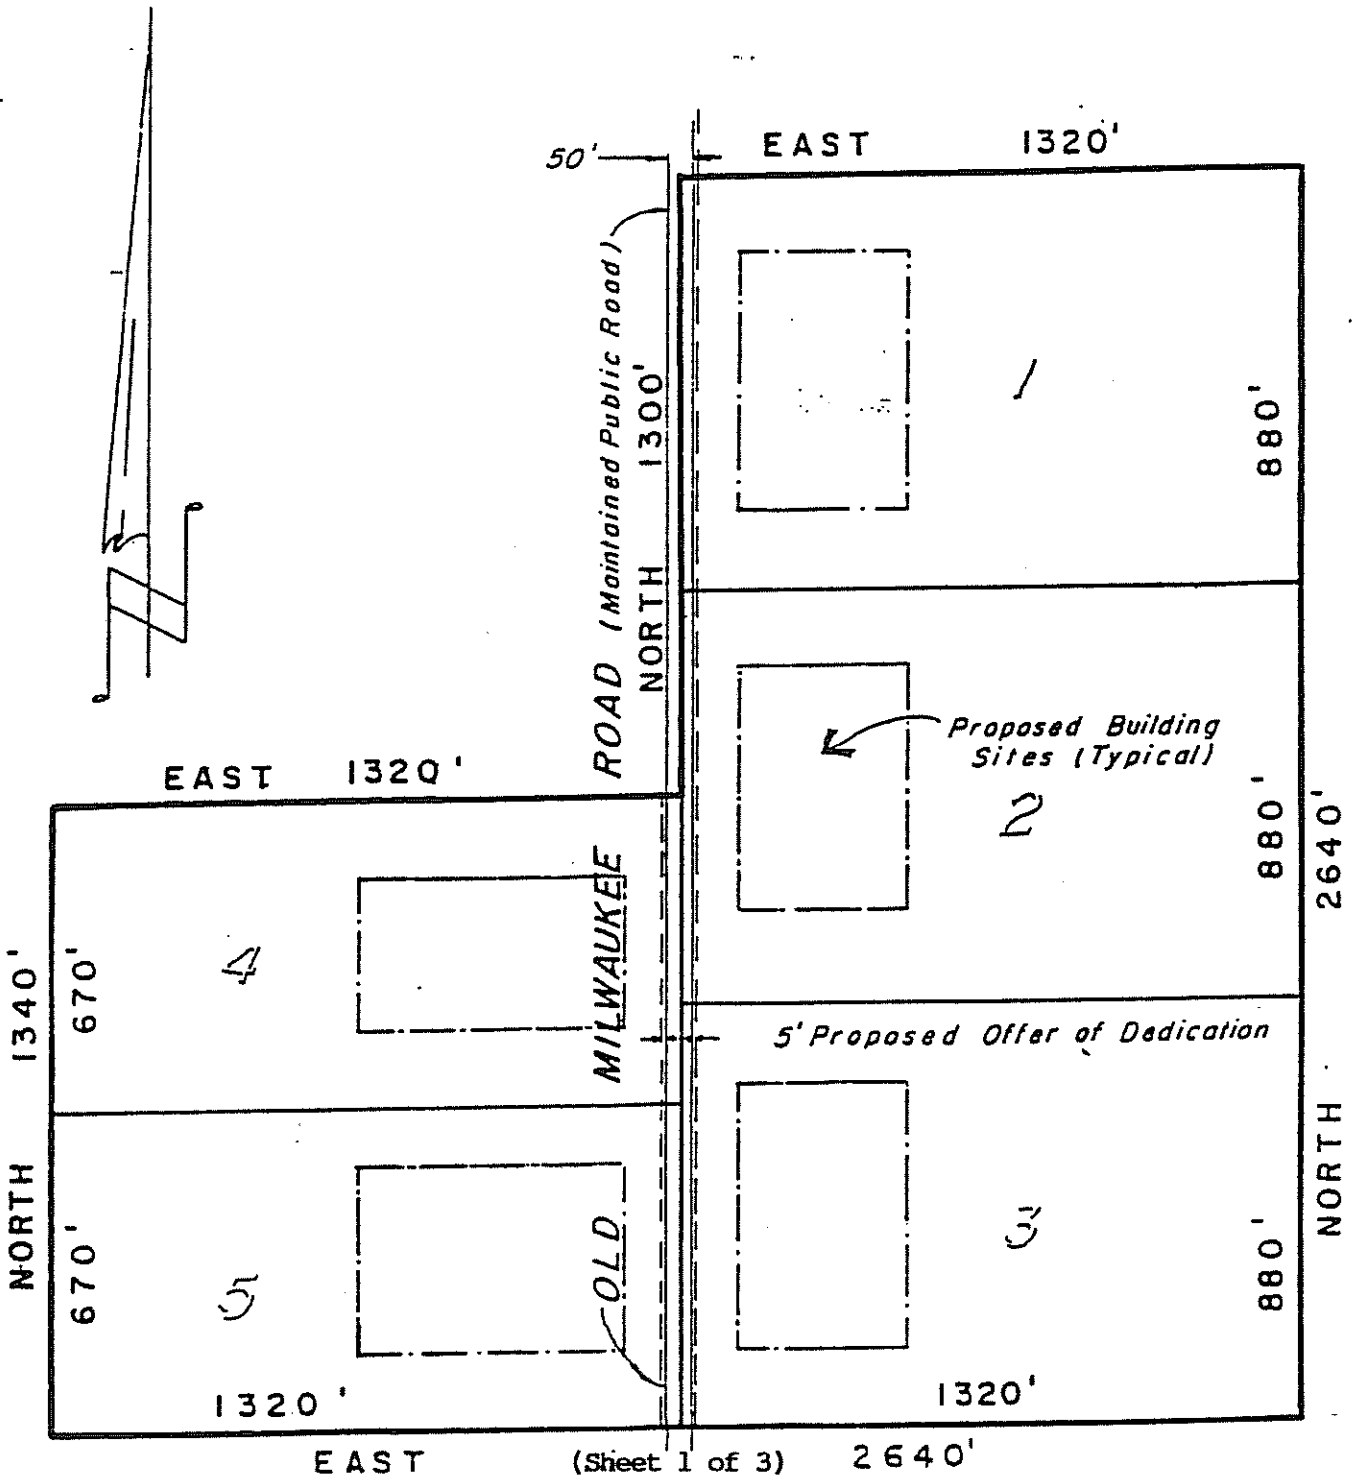 50'
EAST 1320'
ROAD (Maintained Public Road)
NORTH 1300'
1
880'
N
Proposed Building
Sites (Typical)
2
880'
2640'
NORTH
EAST 1320'
MILWAUKEE
4
670'
NORTH 1340'
5' Proposed Offer of Dedication
3
880'
OLD
5
670'
1320'
1320'
EAST
(Sheet 1 of 3)
2640'